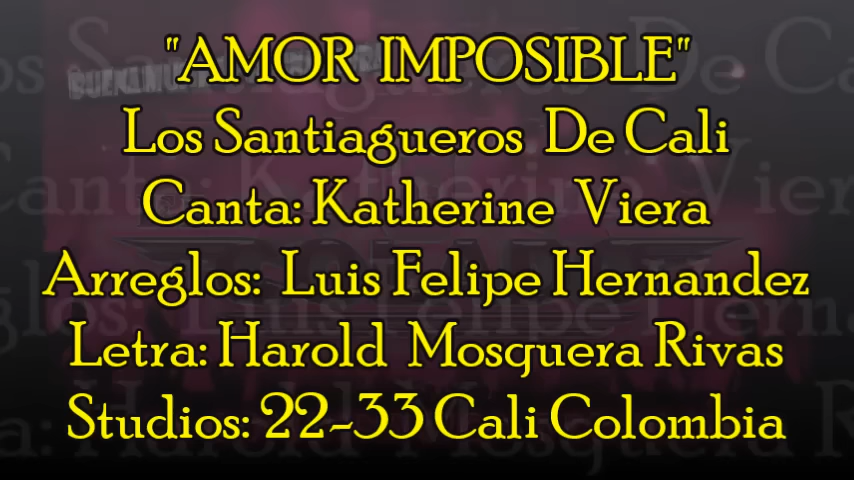 "AMOR IMPOSIBLE"
Los Santiagueros De Cali
Canta: Katherine Viera
Arreglos: Luis Felipe Hernandez
Letra: Harold Mosquera Rivas
Studios: 22-33 Cali Colombia